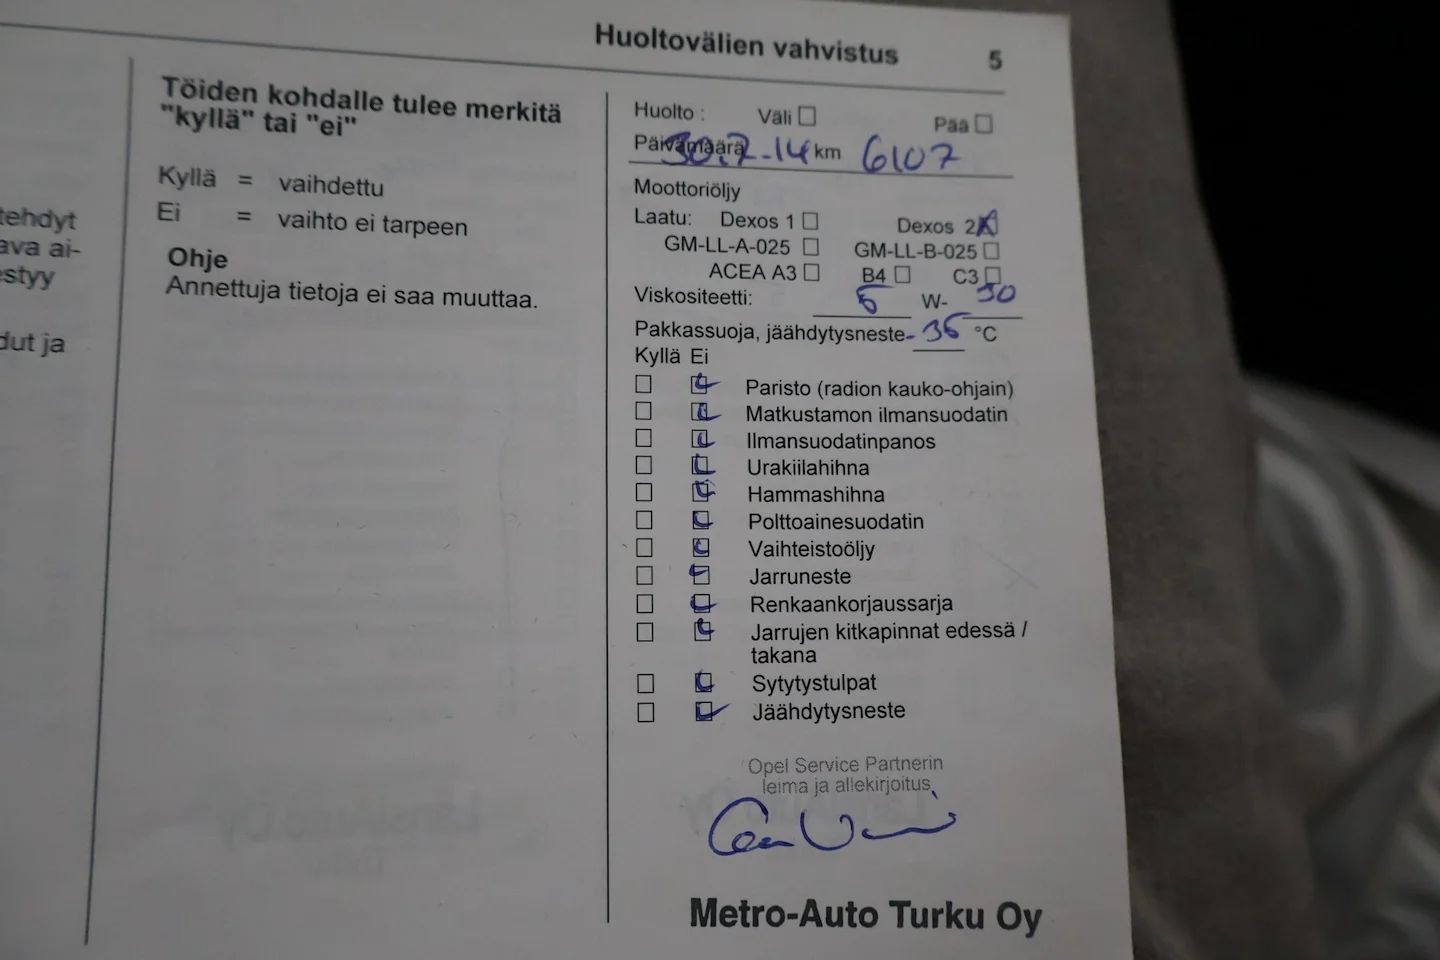 Huoltovälien vahvistus 5
tehdyt
ava ai-
estyy
dut ja
Töiden kohdalle tulee merkitä
"kyllä" tai "ei"
Kyllä = vaihdettu
Ei = vaihto ei tarpeen
Ohje
Annettuja tietoja ei saa muuttaa.
Huolto : Väli Pää
Päivämäärä 30.7-14 km 6107
Moottoriöljy
Laatu: Dexos 1 Dexos 2
GM-LL-A-025 GM-LL-B-025
ACEA A3 B4 C3
Viskositeetti: 5 W- 30
Pakkassuoja, jäähdytysneste -36 °C
Kyllä Ei
Paristo (radion kauko-ohjain)
Matkustamon ilmansuodatin
Ilmansuodatinpanos
Urakiilahihna
Hammashihna
Polttoainesuodatin
Vaihteistoöljy
Jarruneste
Renkaankorjaussarja
Jarrujen kitkapinnat edessä /
takana
Sytytystulpat
Jäähdytysneste
Opel Service Partnerin
leima ja allekirjoitus
Metro-Auto Turku Oy